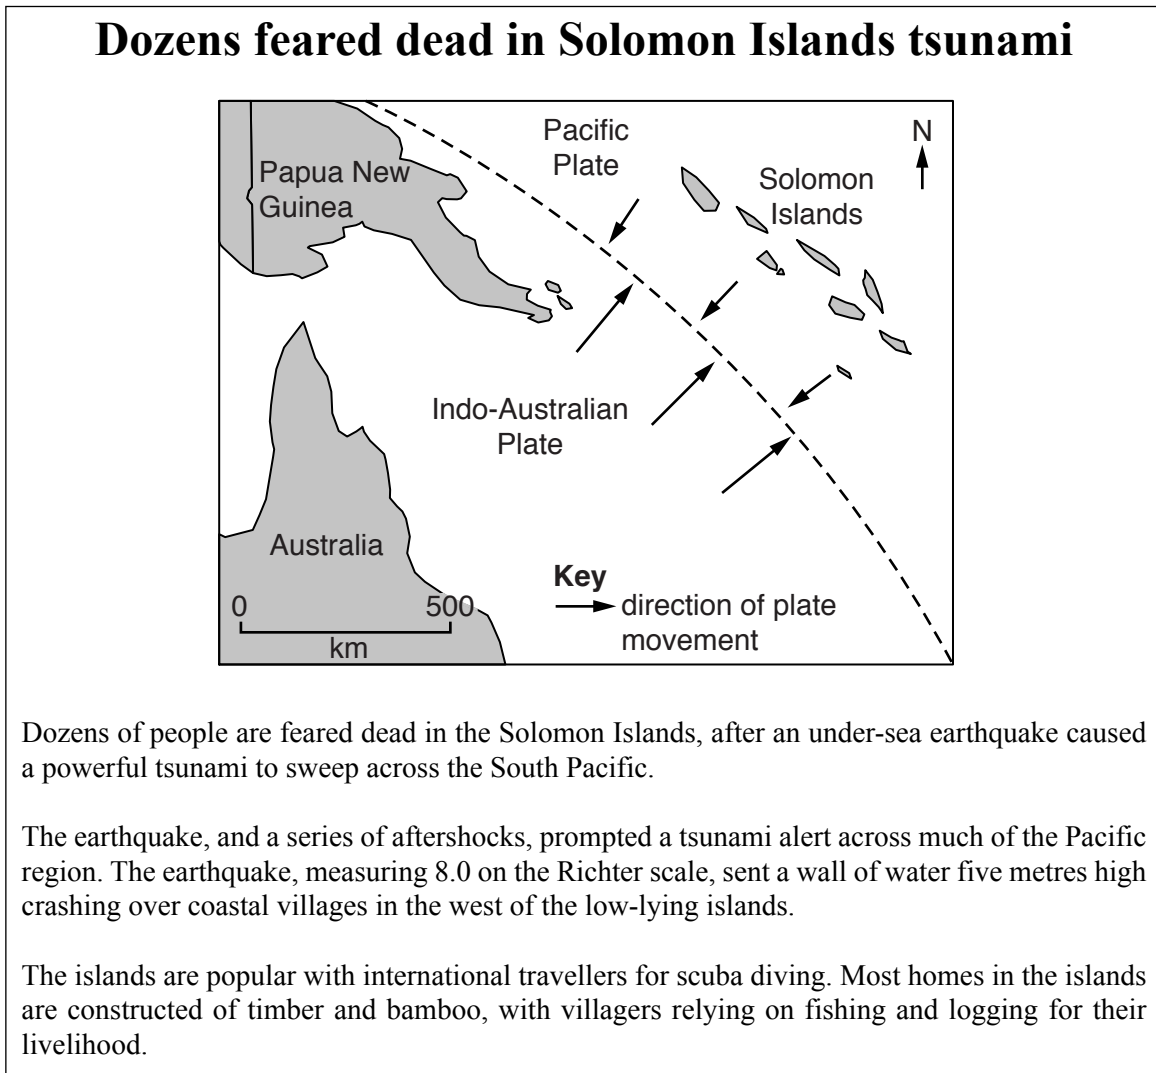 Dozens feared dead in Solomon Islands tsunami
Pacific
Plate
N
Papua New
Guinea
Solomon
Islands
Indo-Australian
Plate
Australia
Key
direction of plate
movement
0 500
km
Dozens of people are feared dead in the Solomon Islands, after an under-sea earthquake caused
a powerful tsunami to sweep across the South Pacific.
The earthquake, and a series of aftershocks, prompted a tsunami alert across much of the Pacific
region. The earthquake, measuring 8.0 on the Richter scale, sent a wall of water five metres high
crashing over coastal villages in the west of the low-lying islands.
The islands are popular with international travellers for scuba diving. Most homes in the islands
are constructed of timber and bamboo, with villagers relying on fishing and logging for their
livelihood.